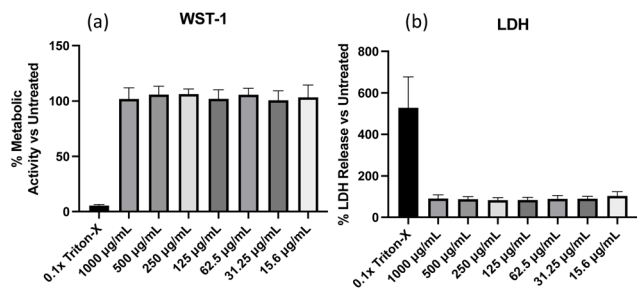 (a)
WST-1
% Metabolic
Activity vs Untreated
150
100
50
0
0.1x Triton-X
1000 µg/mL
500 µg/mL
250 µg/mL
125 µg/mL
62.5 µg/mL
31.25 µg/mL
15.6 µg/mL
(b)
LDH
% LDH Release vs Untreated
800
600
400
200
0
0.1x Triton-X
1000 µg/mL
500 µg/mL
250 µg/mL
125 µg/mL
62.5 µg/mL
31.25 µg/mL
15.6 µg/mL